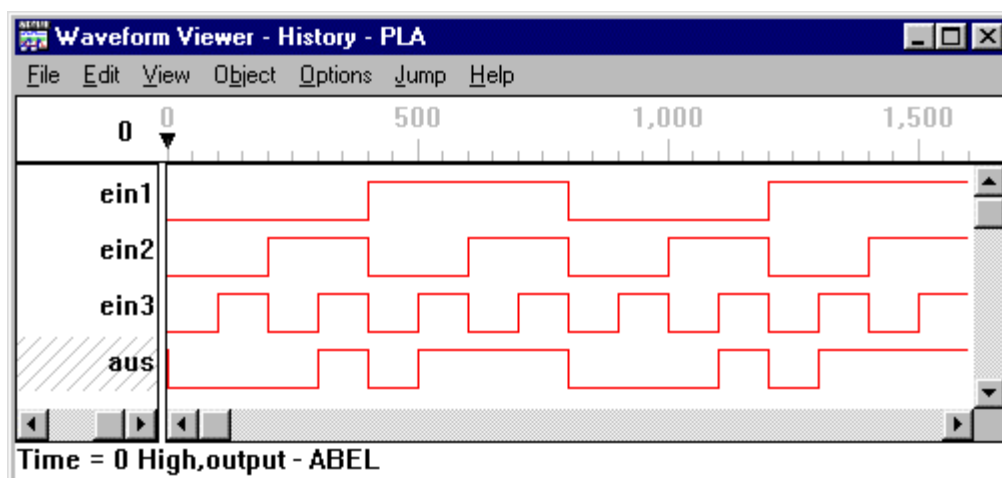 Waveform Viewer - History - PLA
File Edit View Object Options Jump Help
0 0 500 1,000 1,500
ein1
ein2
ein3
aus
Time = 0 High,output - ABEL